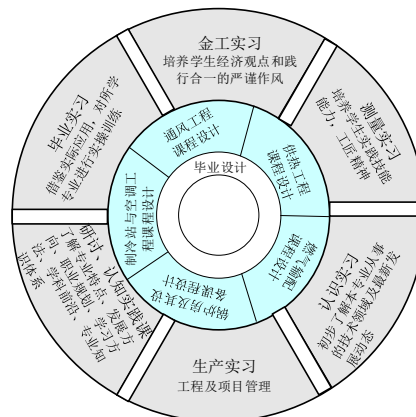 金工实习
培养学生经济观点和践
行合一的严谨作风
测量实习
培养学生实践技能
能力，工匠精神
认识实习
初步了解本专业从事
的技术领域及最新发
展动态
生产实习
工程及项目管理
研讨、认知实践课
了解专业特点、发展方
向、职业规划、学习方
法、学科前沿、专业知
识体系
毕业实习
借鉴实际应用，对所学
专业进行实操训练
通风工程
课程设计
供热工程
课程设计
燃气输配
课程设计
锅炉房及其设
备课程设计
制冷站与空调工
程课程设计
毕业设计